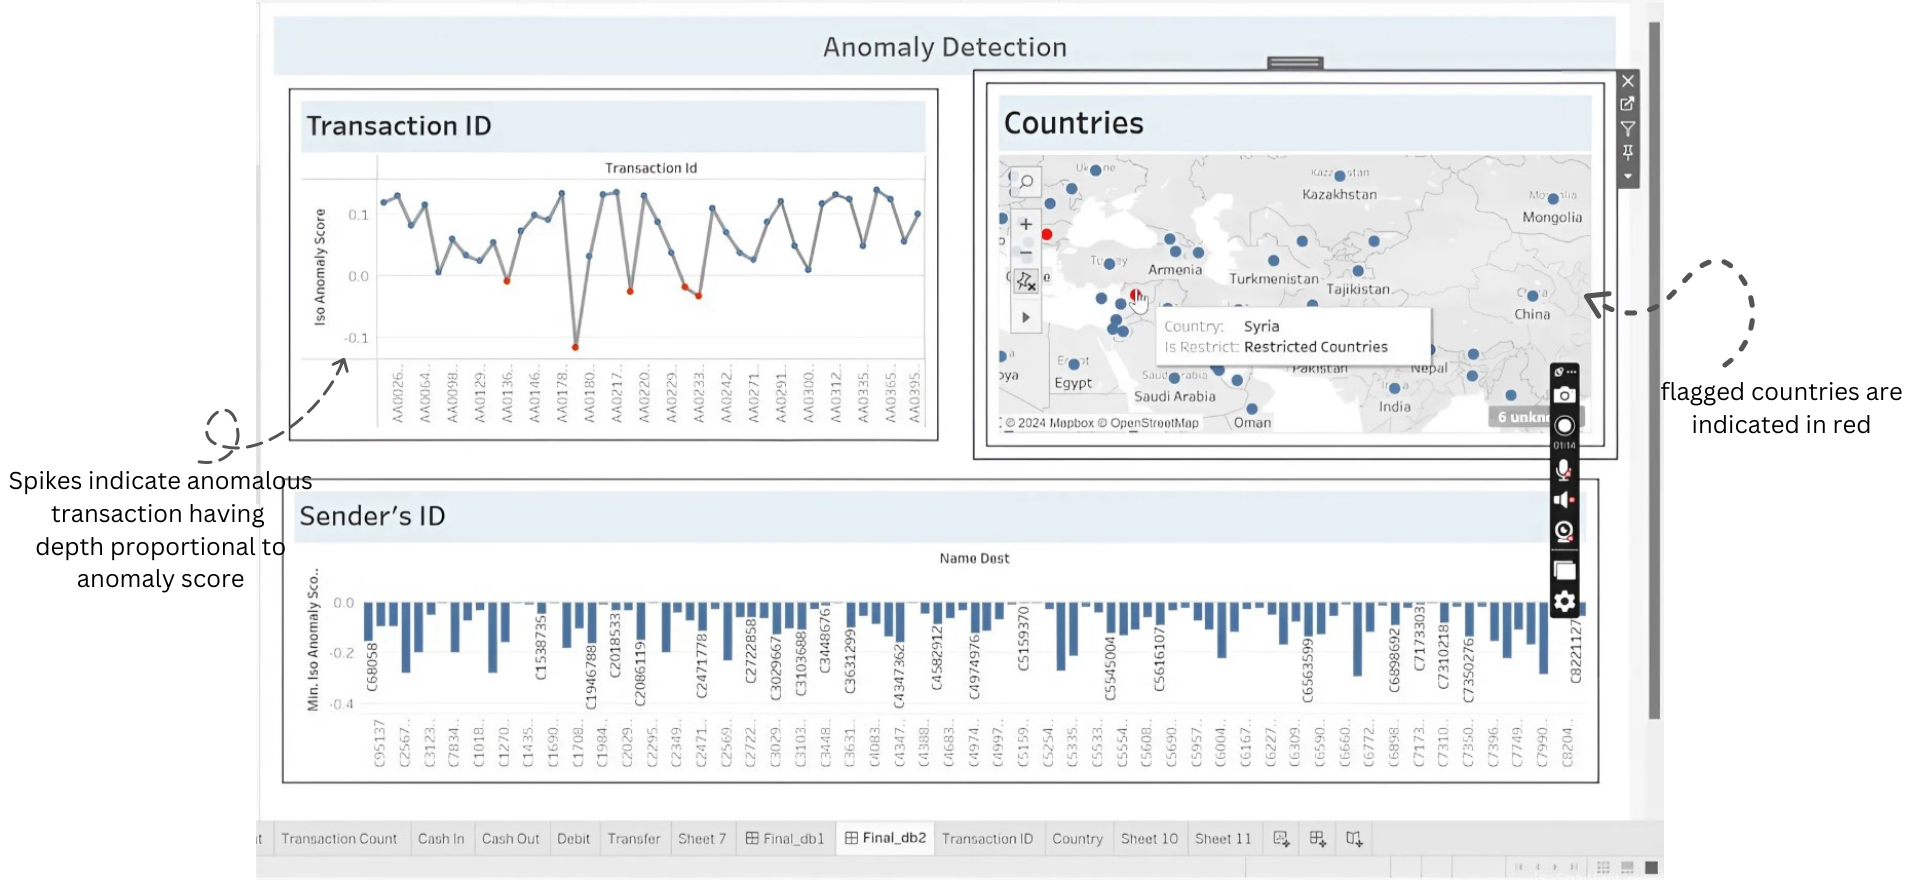 Anomaly Detection
Transaction ID
Transaction Id
Iso Anomaly Score
0.1
0.0
-0.1
AA0026..
AA0064..
AA0098..
AA0129..
AA0136..
AA0146..
AA0178..
AA0180..
AA0217..
AA0220..
AA0229..
AA0233..
AA0242..
AA0271..
AA0291..
AA0300..
AA0312..
AA0335..
AA0365..
AA0395..
Countries
Kazakhstan
Mongolia
Armenia
Turkmenistan
Tajikistan
China
Country: Syria
Is Restrict: Restricted Countries
Egypt
Saudi Arabia
Pakistan
Nepal
India
Oman
6 unkn
© 2024 Mapbox © OpenStreetMap
01:14
flagged countries are
indicated in red
Spikes indicate anomalous
transaction having
depth proportional to
anomaly score
Sender's ID
Name Dest
Min. Iso Anomaly Sco..
0.0
-0.2
-0.4
C68058
C1538735
C1946788
C2018533
C2086119
C2471778
C2722858
C3029667
C3103688
C3448676
C3631299
C4347362
C4582912
C4974976
C5159370
C5545004
C5616107
C6563599
C6898692
C7173303
C7310218
C7350276
C8221127
C95137
C2567..
C3123..
C7834..
C1018..
C1270..
C1435..
C1690..
C1708..
C1984..
C2029..
C2295..
C2349..
C2471..
C2569..
C2722..
C3029..
C3103..
C3448..
C3631..
C4083..
C4347..
C4388..
C4683..
C4974..
C4997..
C5159..
C5254..
C5335..
C5533..
C5554..
C5608..
C5690..
C5957..
C6004..
C6167..
C6227..
C6309..
C6590..
C6660..
C6772..
C6898..
C7173..
C7310..
C7350..
C7396..
C7749..
C7990..
C8204..
Transaction Count
Cash In
Cash Out
Debit
Transfer
Sheet 7
Final_db1
Final_db2
Transaction ID
Country
Sheet 10
Sheet 11